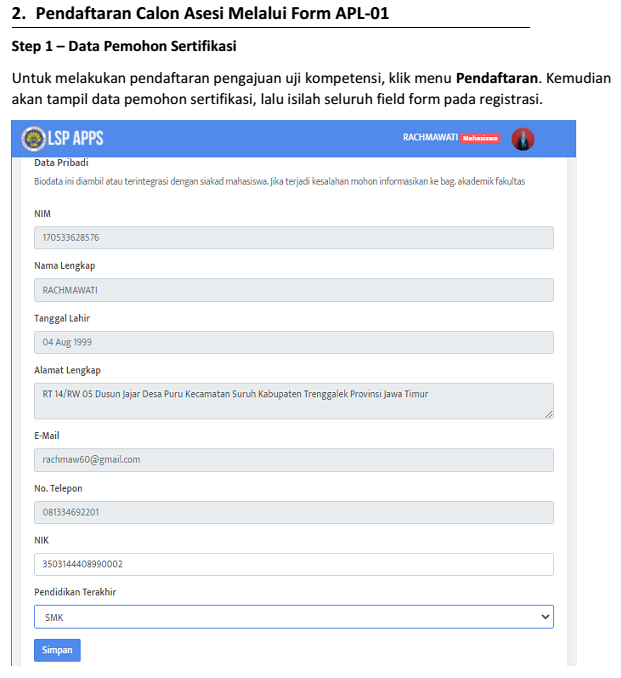 2. Pendaftaran Calon Asesi Melalui Form APL-01
Step 1 – Data Pemohon Sertifikasi
Untuk melakukan pendaftaran pengajuan uji kompetensi, klik menu Pendaftaran. Kemudian
akan tampil data pemohon sertifikasi, lalu isilah seluruh field form pada registrasi.
LSP APPS
RACHMAWATI Mahasiswa
Data Pribadi
Biodata ini diambil atau terintegrasi dengan siakad mahasiswa. Jika terjadi kesalahan mohon informasikan ke bag. akademik fakultas
NIM
170533628576
Nama Lengkap
RACHMAWATI
Tanggal Lahir
04 Aug 1999
Alamat Lengkap
RT 14/RW 05 Dusun Jajar Desa Puru Kecamatan Suruh Kabupaten Trenggalek Provinsi Jawa Timur
E-Mail
rachmaw60@gmail.com
No. Telepon
081334692201
NIK
3503144408990002
Pendidikan Terakhir
SMK
Simpan